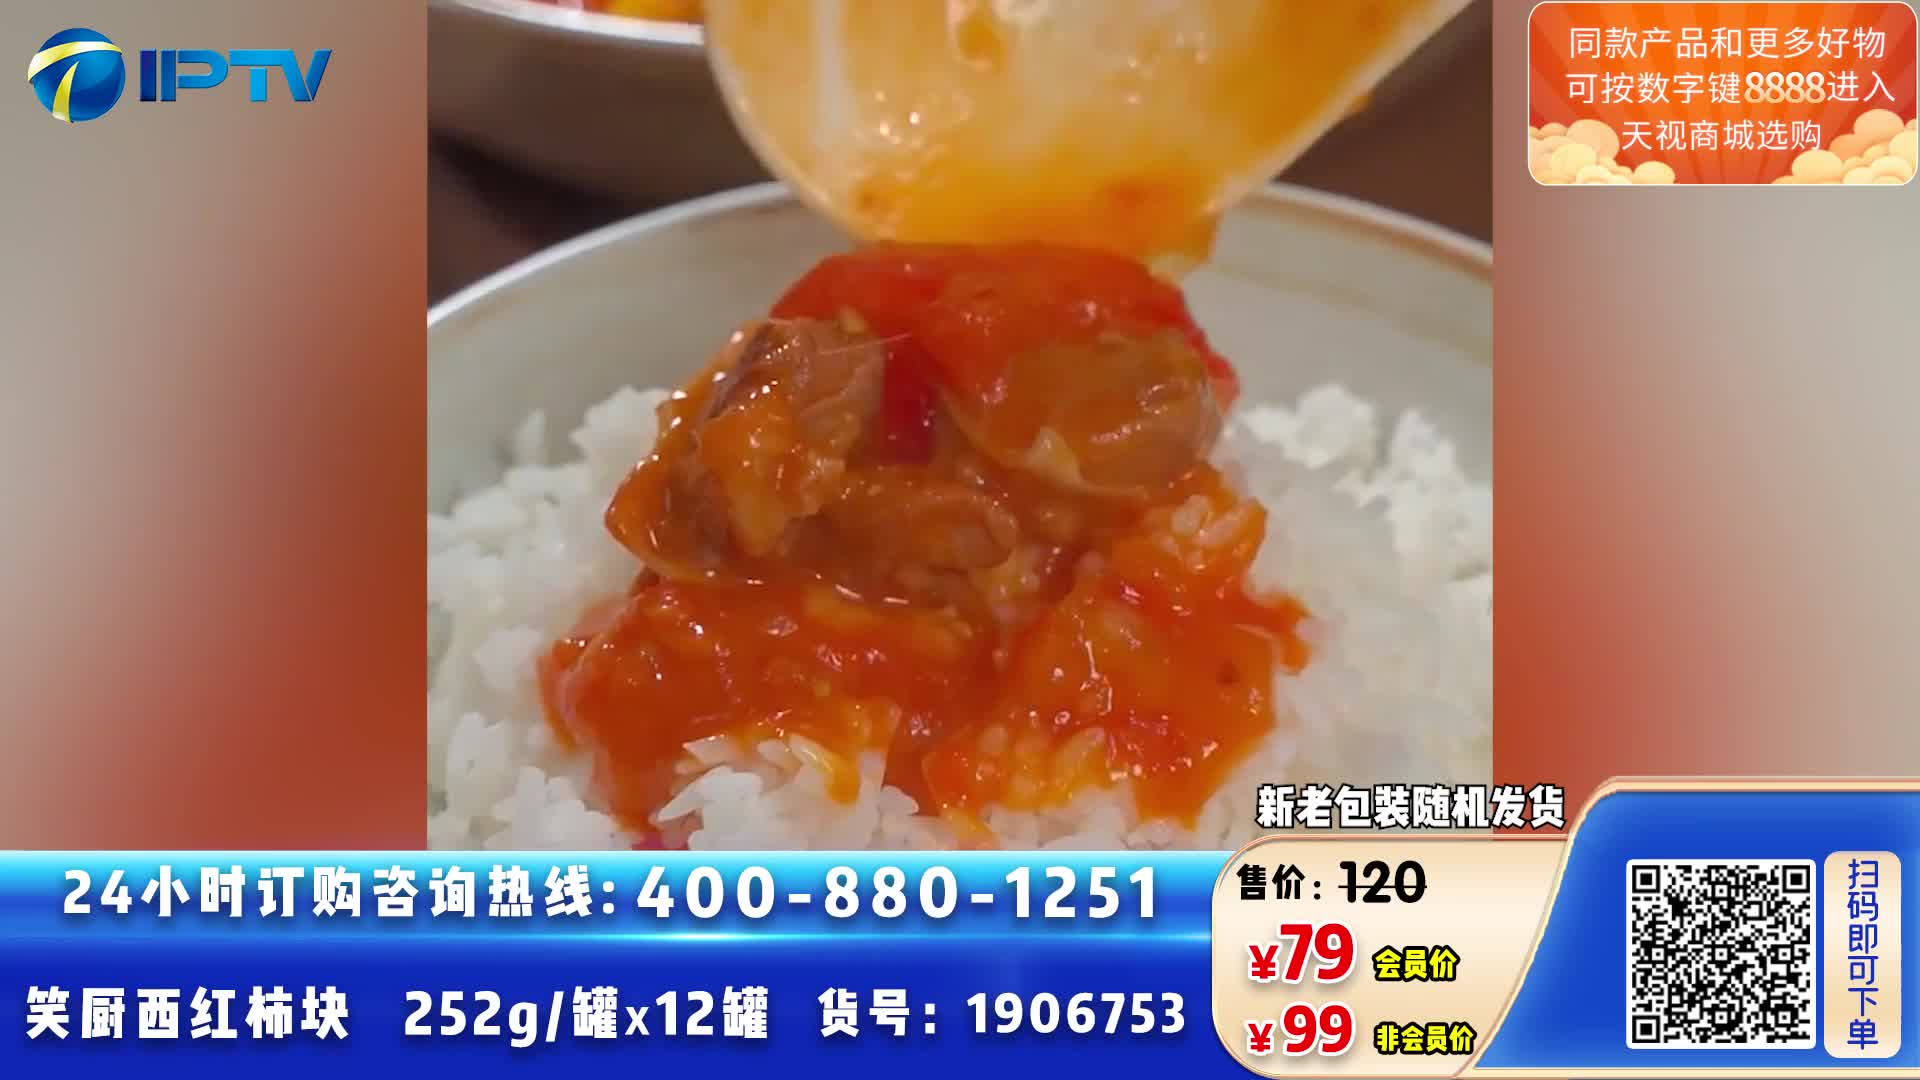 IPTV
同款产品和更多好物
可按数字键8888进入
天视商城选购
新老包装随机发货
24小时订购咨询热线:400-880-1251
售价:120
¥79 会员价
¥99 非会员价
笑厨西红柿块 252g/罐x12罐 货号:1906753
扫码即可下单